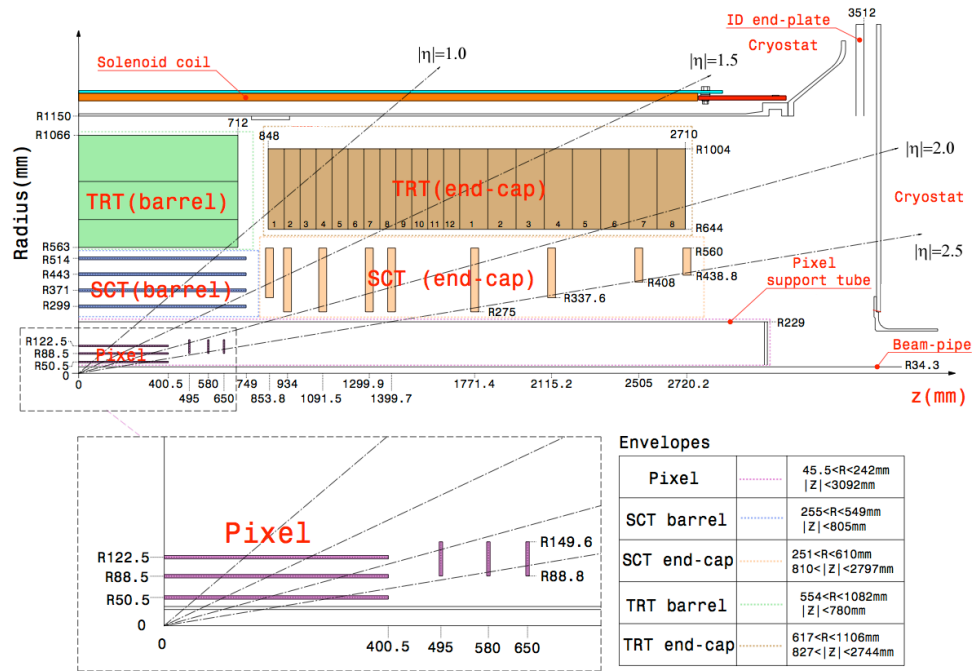 ID end-plate
3512
Cryostat
Solenoid coil
|η|=1.0
|η|=1.5
R1150
R1066
712
848
2710
R1004
|η|=2.0
Radius(mm)
TRT(barrel)
TRT(end-cap)
Cryostat
1 2 3 4 5 6 7 8 9 10 11 12 1 2 3 4 5 6 7 8
R644
R563
R560
|η|=2.5
R514
R443
SCT(barrel)
SCT (end-cap)
R438.8
Pixel
support tube
R408
R371
R337.6
R299
R275
R229
R122.5
R88.5
Pixel
R50.5
Beam-pipe
0
R34.3
0
400.5 580 749 934 1299.9 1771.4 2115.2 2505 2720.2
495 650 853.8 1091.5 1399.7
z(mm)
Pixel
R122.5
R149.6
R88.5
R88.8
R50.5
0
0
400.5 495 580 650
Envelopes
Pixel
45.5<R<242mm
|Z|<3092mm
SCT barrel
255<R<549mm
|Z|<805mm
SCT end-cap
251<R<610mm
810<|Z|<2797mm
TRT barrel
554<R<1082mm
|Z|<780mm
TRT end-cap
617<R<1106mm
827<|Z|<2744mm